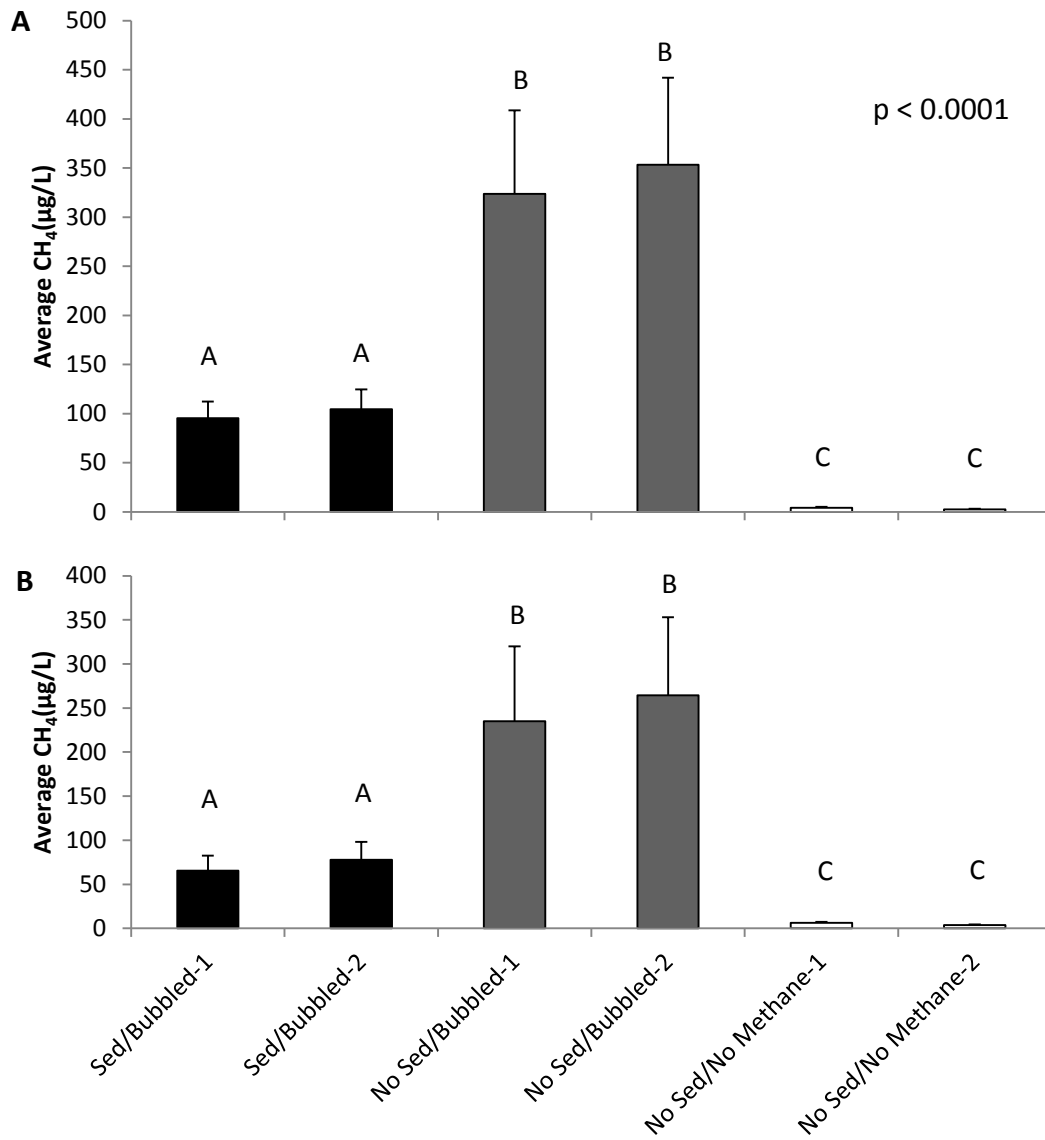 A
500
450
400
350
300
250
200
150
100
50
0
Average CH₄(µg/L)
A
A
B
B
C
C
p < 0.0001
B
400
350
300
250
200
150
100
50
0
Average CH₄(µg/L)
A
A
B
B
C
C
Sed/Bubbled-1
Sed/Bubbled-2
No Sed/Bubbled-1
No Sed/Bubbled-2
No Sed/No Methane-1
No Sed/No Methane-2